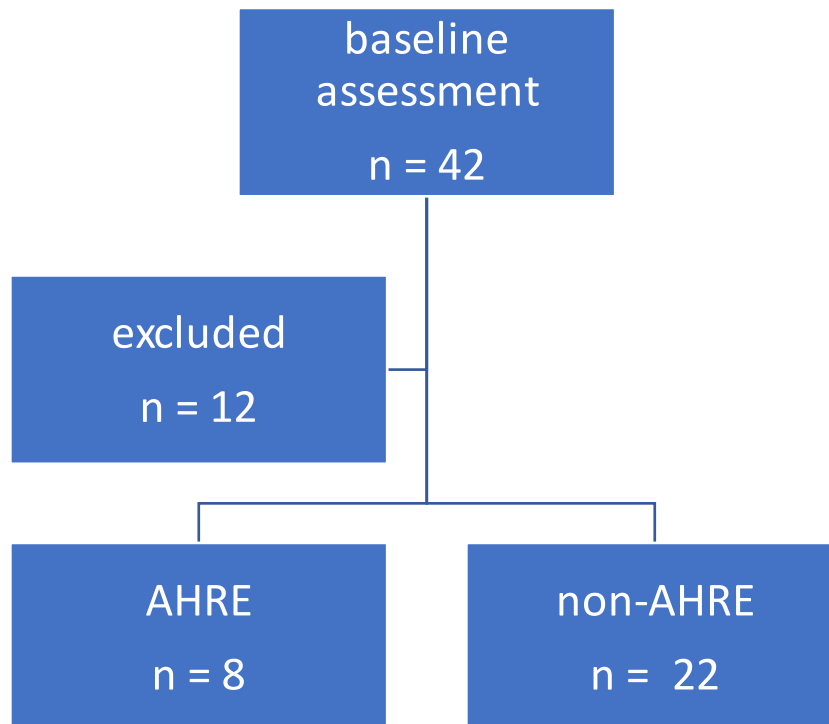 baseline
assessment
n = 42
excluded
n = 12
AHRE
n = 8
non-AHRE
n =  22